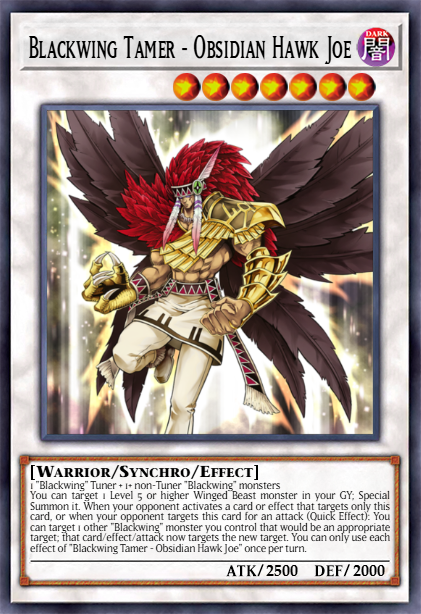 Blackwing Tamer - Obsidian Hawk Joe
DARK
闇
[Warrior/Synchro/Effect]
1 "Blackwing" Tuner + 1+ non-Tuner "Blackwing" monsters
You can target 1 Level 5 or higher Winged Beast monster in your GY; Special
Summon it. When your opponent activates a card or effect that targets only this
card, or when your opponent targets this card for an attack (Quick Effect): You
can target 1 other "Blackwing" monster you control that would be an appropriate
target; that card/effect/attack now targets the new target. You can only use each
effect of "Blackwing Tamer - Obsidian Hawk Joe" once per turn.
ATK/2500 DEF/2000